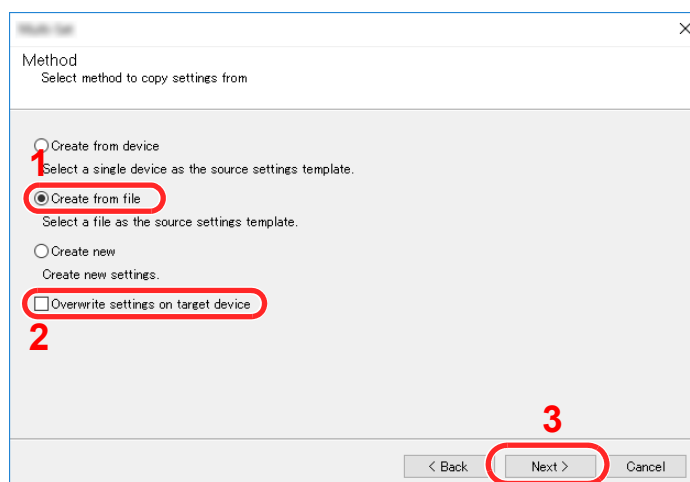 Method
Select method to copy settings from
Create from device
1
Select a single device as the source settings template.
Create from file
Select a file as the source settings template.
Create new
Create new settings.
Overwrite settings on target device
2
3
< Back
Next >
Cancel